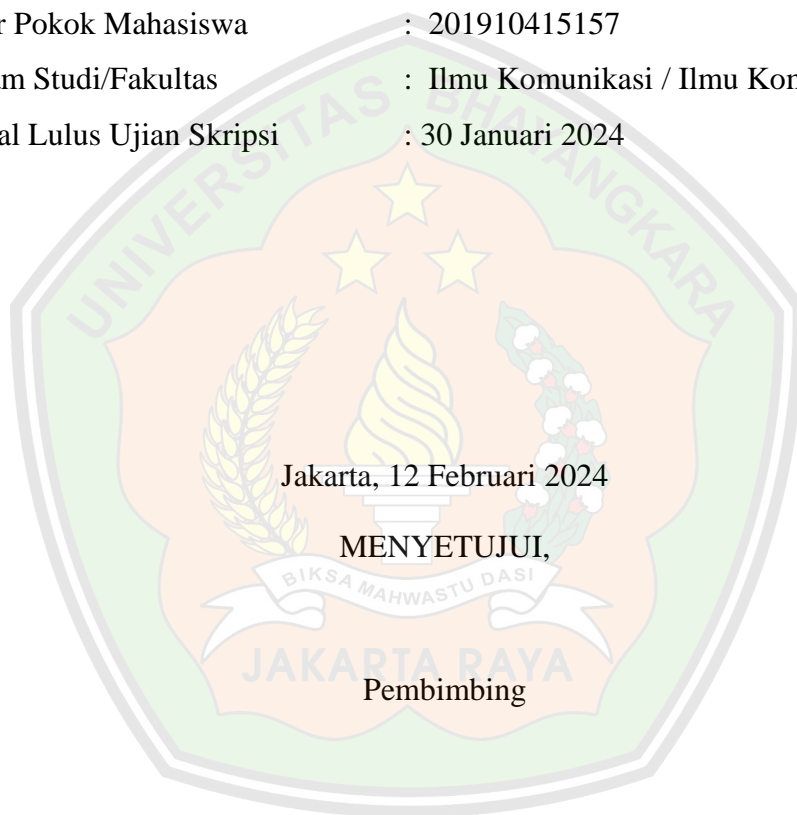 r Pokok Mahasiswa : 201910415157
m Studi/Fakultas : Ilmu Komunikasi / Ilmu Kon
al Lulus Ujian Skripsi : 30 Januari 2024
UNIVERSITAS BHAYANGKARA
Jakarta, 12 Februari 2024
MENYETUJUI,
BIKSA MAHWASTU DASI
JAKARTA RAYA
Pembimbing